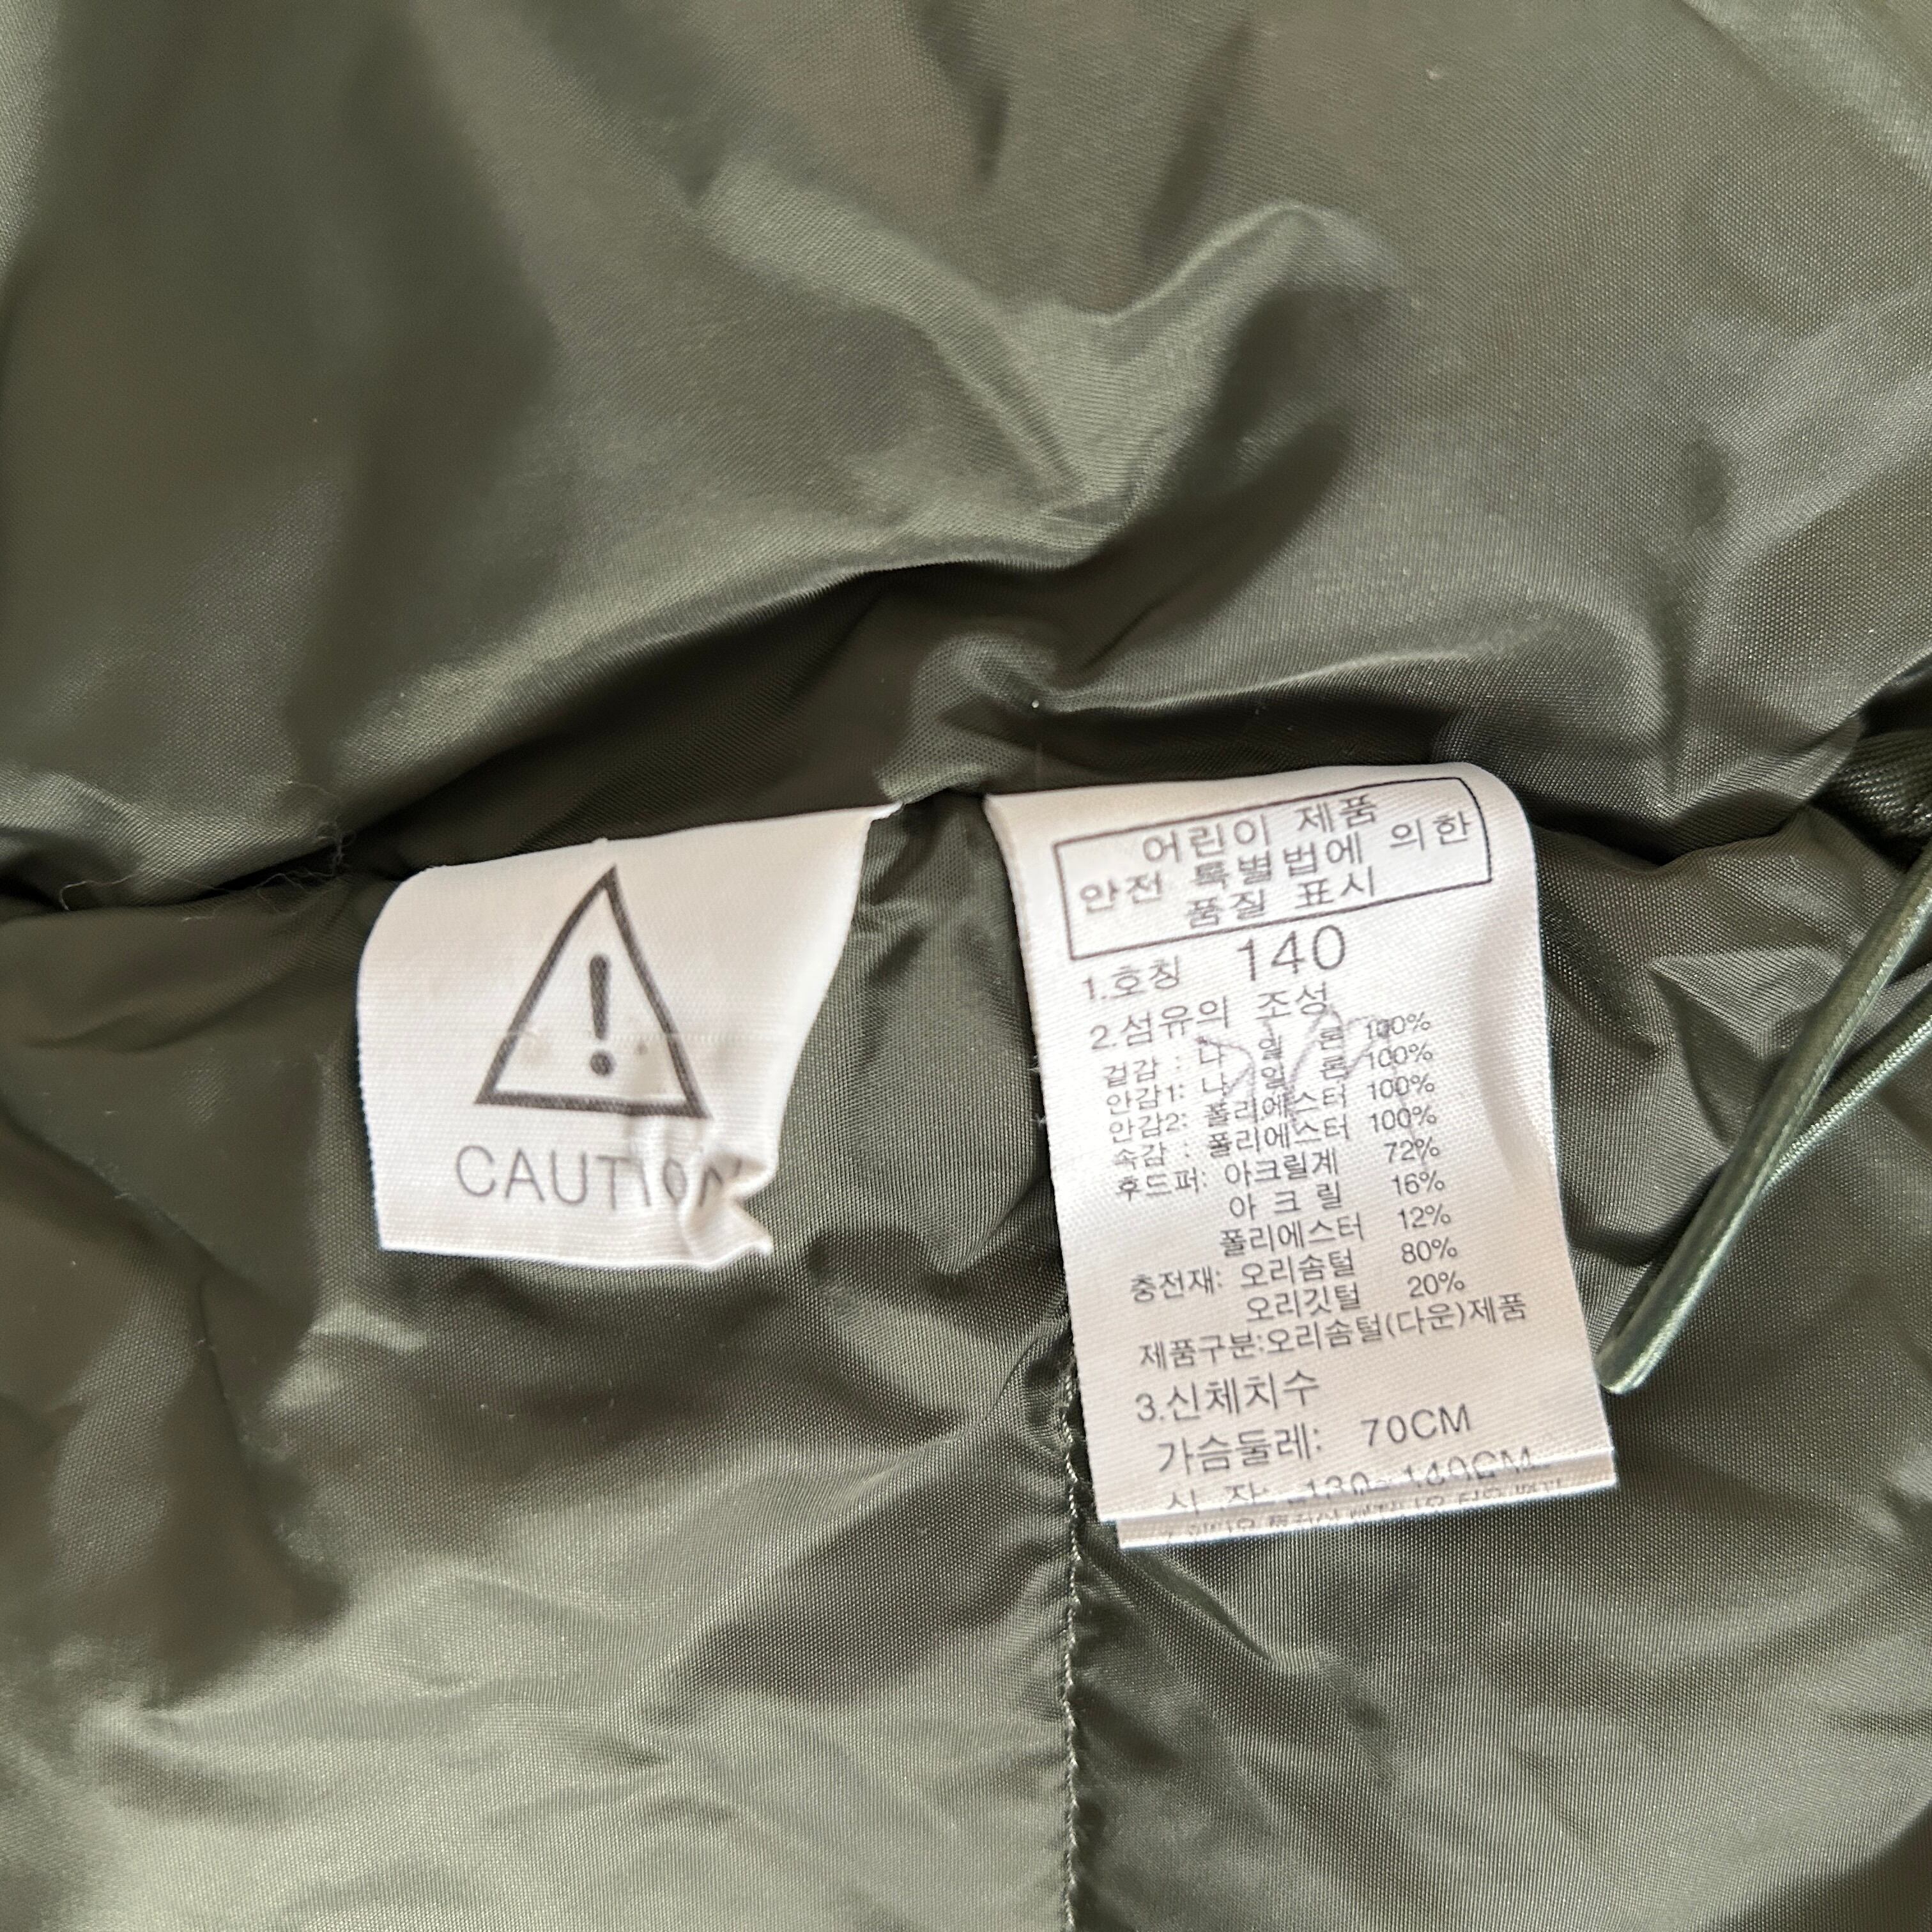 CAUTION
어린이 제품
안전 특별법에 의한
품질 표시
1.호칭 140
2.섬유의 조성
겉감 : 나 일 론 100%
안감1: 나 일 론 100%
안감2: 폴리에스터 100%
속감 : 폴리에스터 100%
후드퍼: 아크릴계 72%
아 크 릴 16%
폴리에스터 12%
충전재: 오리솜털 80%
오리깃털 20%
제품구분:오리솜털(다운)제품
3.신체치수
가슴둘레: 70CM
신 장: 130~140CM